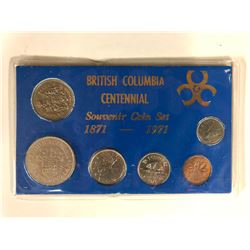 BRITISH COLUMBIA
CENTENNIAL
Souvenir Coin Set
1871 — 1971